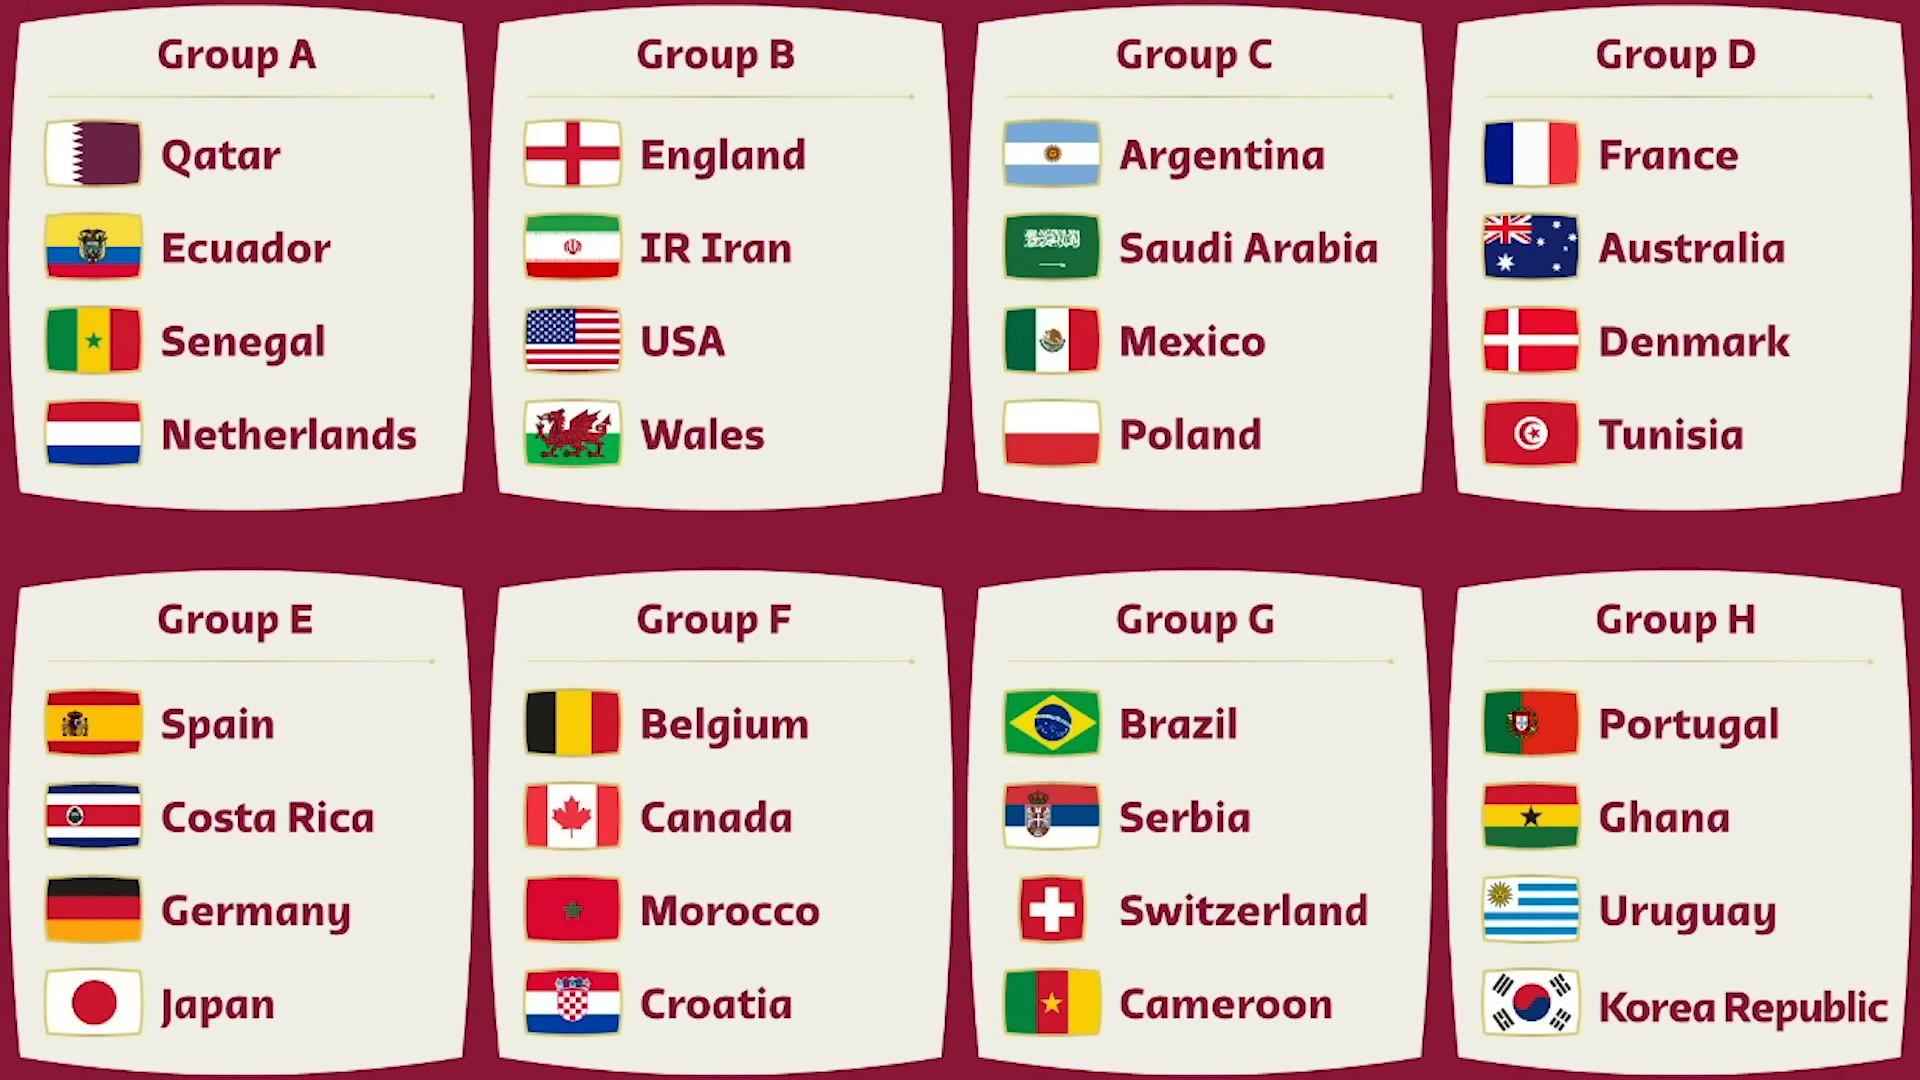 Group A
Qatar
Ecuador
Senegal
Netherlands
Group B
England
IR Iran
USA
Wales
Group C
Argentina
Saudi Arabia
Mexico
Poland
Group D
France
Australia
Denmark
Tunisia
Group E
Spain
Costa Rica
Germany
Japan
Group F
Belgium
Canada
Morocco
Croatia
Group G
Brazil
Serbia
Switzerland
Cameroon
Group H
Portugal
Ghana
Uruguay
Korea Republic